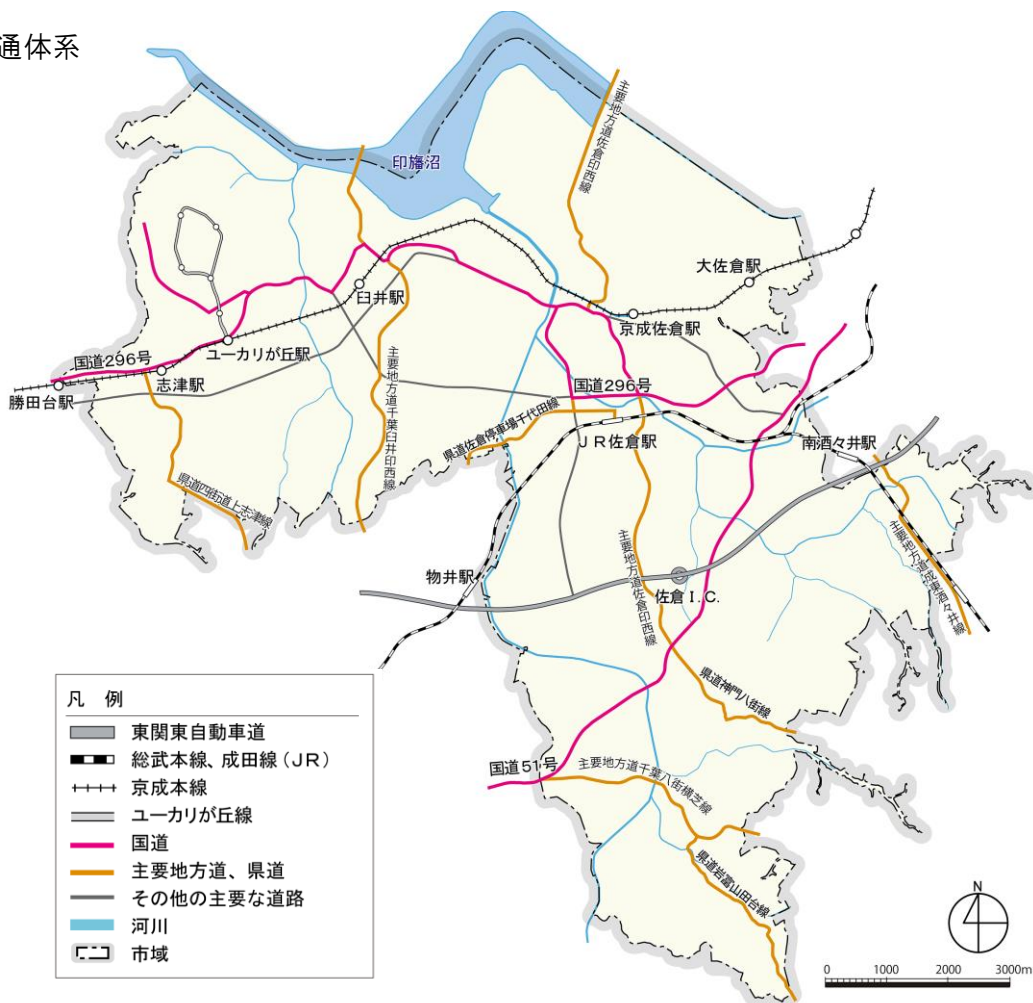 通体系
主要地方道佐倉印西線
印旛沼
大佐倉駅
臼井駅
京成佐倉駅
ユーカリが丘駅
国道296号
志津駅
勝田台駅
主要地方道千葉臼井印西線
国道296号
県道佐倉停車場千代田線
JR佐倉駅
南酒々井駅
県道四街道上志津線
主要地方道成東酒々井線
物井駅
佐倉I.C.
主要地方道佐倉印西線
県道神門八街線
国道51号
主要地方道千葉八街横芝線
県道岩富山田台線
凡 例
東関東自動車道
総武本線、成田線(JR)
京成本線
ユーカリが丘線
国道
主要地方道、県道
その他の主要な道路
河川
市域
N
0 1000 2000 3000m